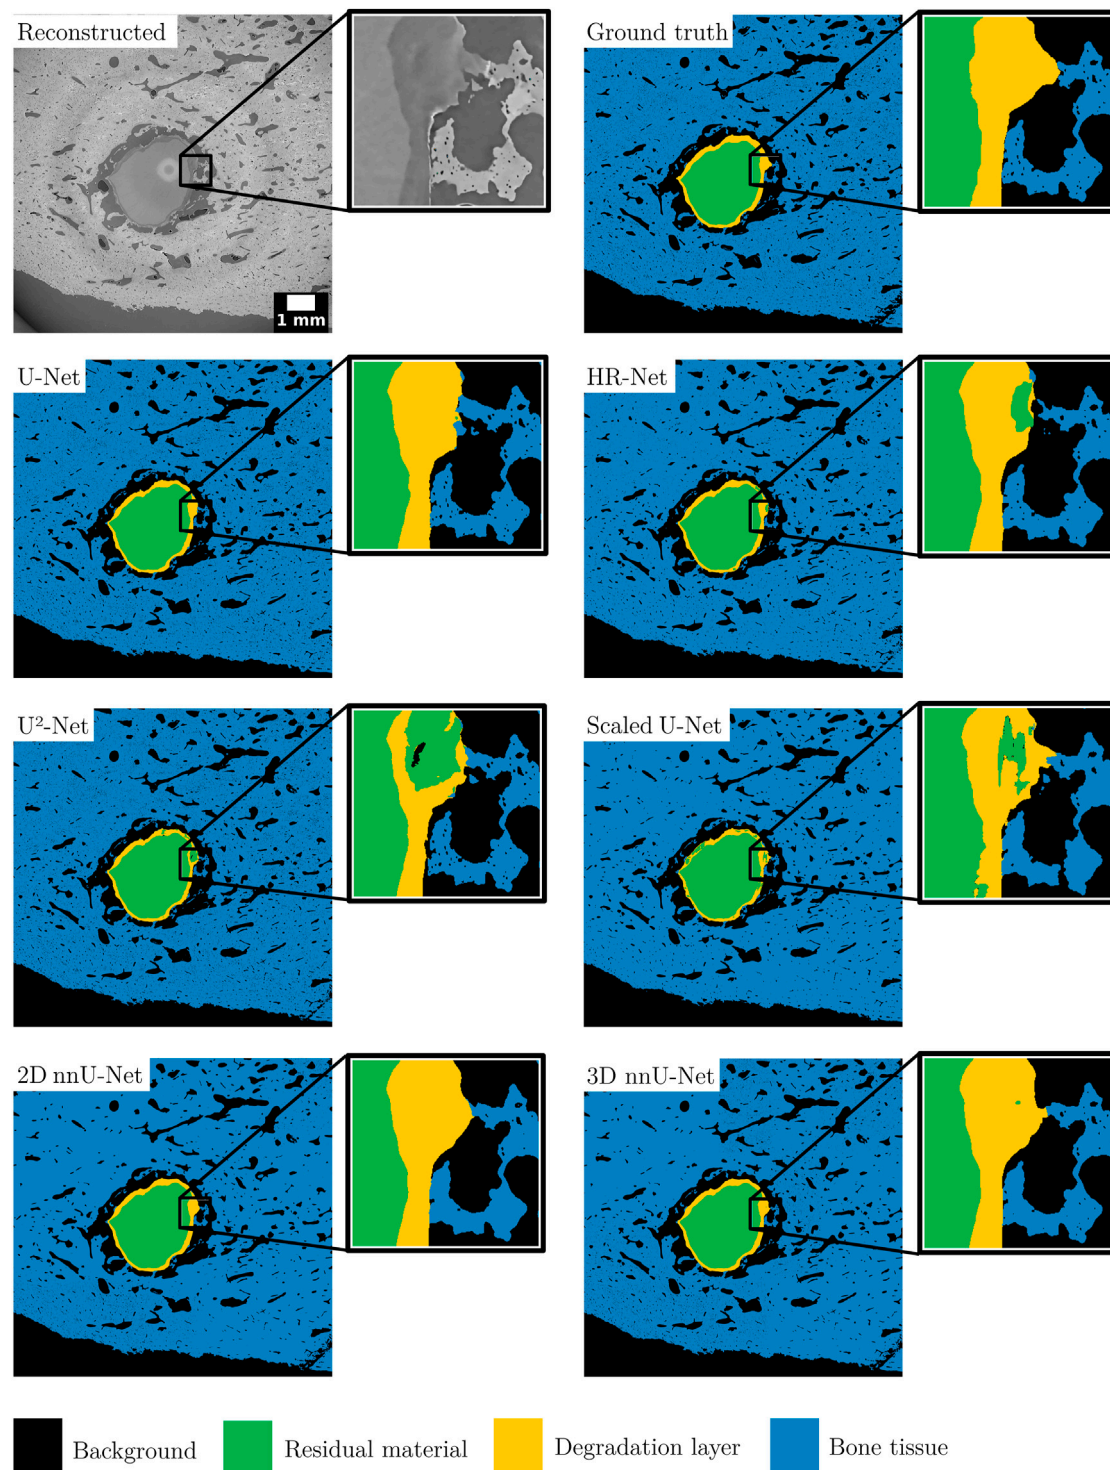 Reconstructed
Ground truth
1 mm
U-Net
HR-Net
U²-Net
Scaled U-Net
2D nnU-Net
3D nnU-Net
Background
Residual material
Degradation layer
Bone tissue